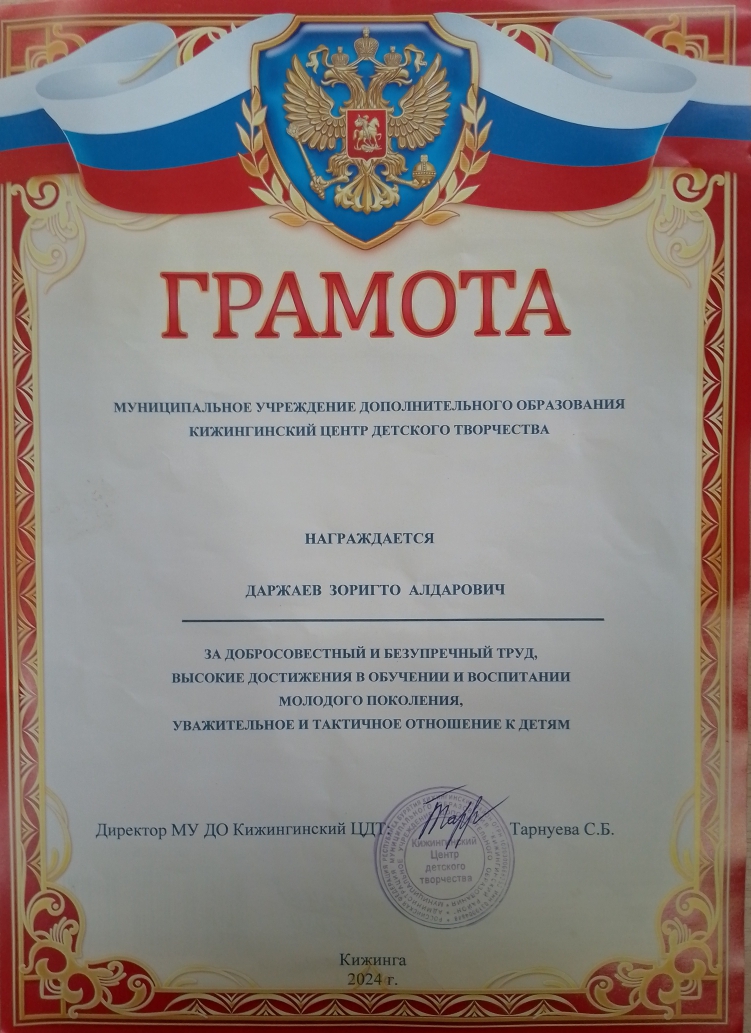 ГРАМОТА
МУНИЦИПАЛЬНОЕ УЧРЕЖДЕНИЕ ДОПОЛНИТЕЛЬНОГО ОБРАЗОВАНИЯ
КИЖИНГИНСКИЙ ЦЕНТР ДЕТСКОГО ТВОРЧЕСТВА
НАГРАЖДАЕТСЯ
ДАРЖАЕВ ЗОРИГТО АЛДАРОВИЧ
ЗА ДОБРОСОВЕСТНЫЙ И БЕЗУПРЕЧНЫЙ ТРУД,
ВЫСОКИЕ ДОСТИЖЕНИЯ В ОБУЧЕНИИ И ВОСПИТАНИИ
МОЛОДОГО ПОКОЛЕНИЯ,
УВАЖИТЕЛЬНОЕ И ТАКТИЧНОЕ ОТНОШЕНИЕ К ДЕТЯМ
Директор МУ ДО Кижингинский ЦДТ: Тарнуева С.Б.
Кижингинский
Центр
детского
творчества
Кижинга
2024 г.